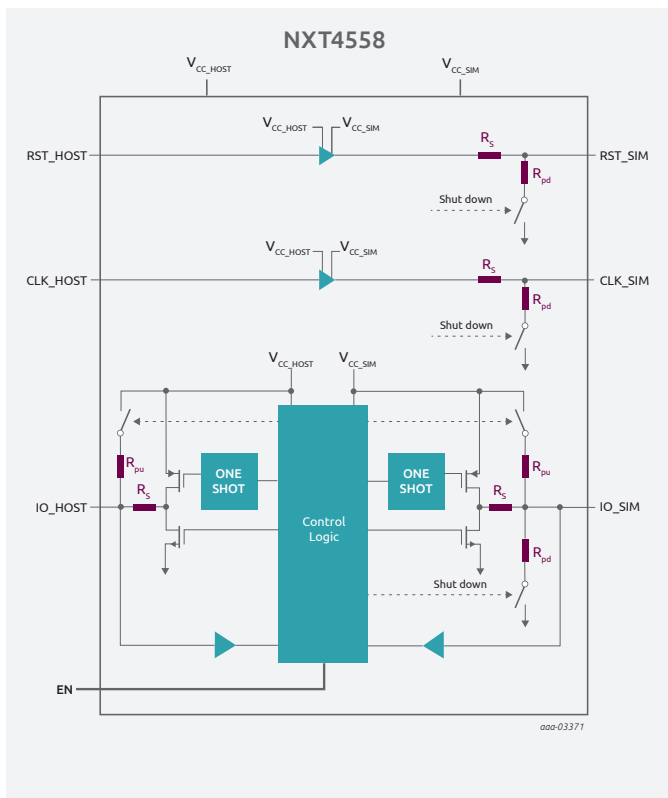 NXT4558
VCC_HOST
VCC_SIM
VCC_HOST
VCC_SIM
RST_HOST
Rs
RST_SIM
Rpd
Shut down
VCC_HOST
VCC_SIM
CLK_HOST
Rs
CLK_SIM
Rpd
Shut down
VCC_HOST
VCC_SIM
Rpu
ONE
SHOT
ONE
SHOT
Rpu
IO_HOST
Rs
Control
Logic
Rs
IO_SIM
Rpd
Shut down
EN
aaa-03371